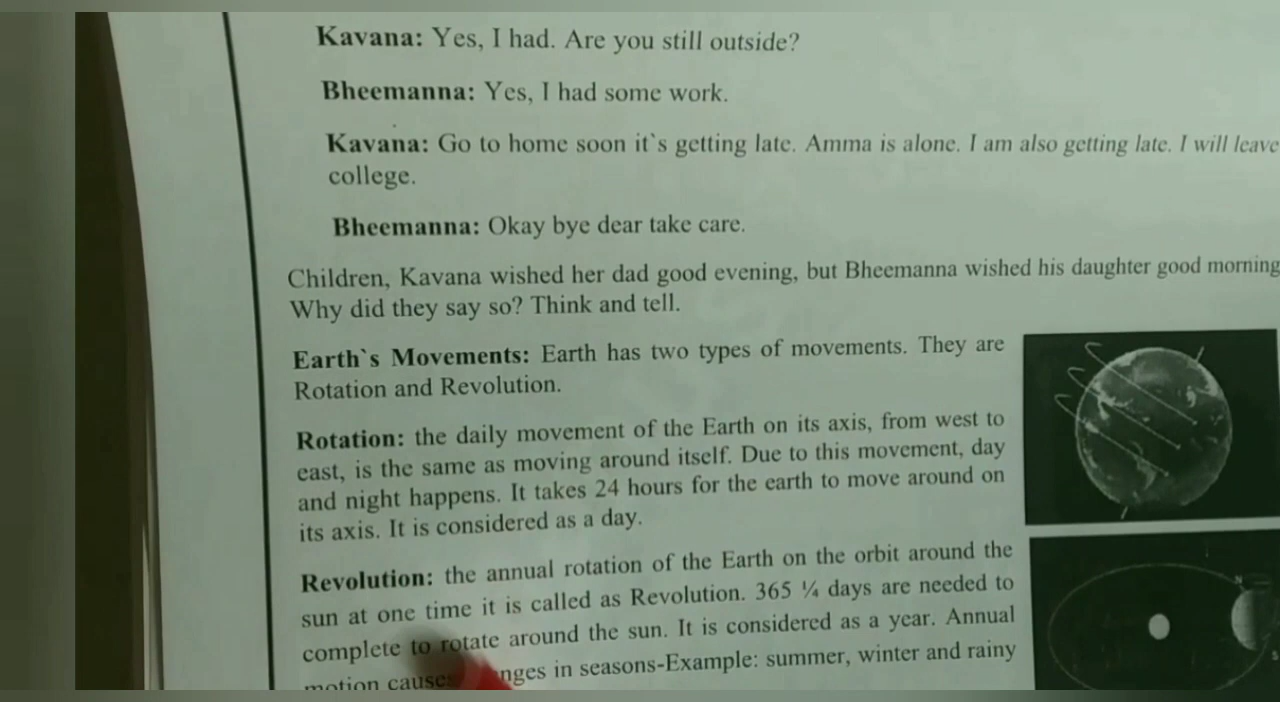 Kavana: Yes, I had. Are you still outside?
Bheemanna: Yes, I had some work.
Kavana: Go to home soon it`s getting late. Amma is alone. I am also getting late. I will leave
college.
Bheemanna: Okay bye dear take care.
Children, Kavana wished her dad good evening, but Bheemanna wished his daughter good morning
Why did they say so? Think and tell.
Earth`s Movements: Earth has two types of movements. They are
Rotation and Revolution.
Rotation: the daily movement of the Earth on its axis, from west to
east, is the same as moving around itself. Due to this movement, day
and night happens. It takes 24 hours for the earth to move around on
its axis. It is considered as a day.
Revolution: the annual rotation of the Earth on the orbit around the
sun at one time it is called as Revolution. 365 ¼ days are needed to
complete to rotate around the sun. It is considered as a year. Annual
motion in seasons-Example: summer, winter and rainy
N
S